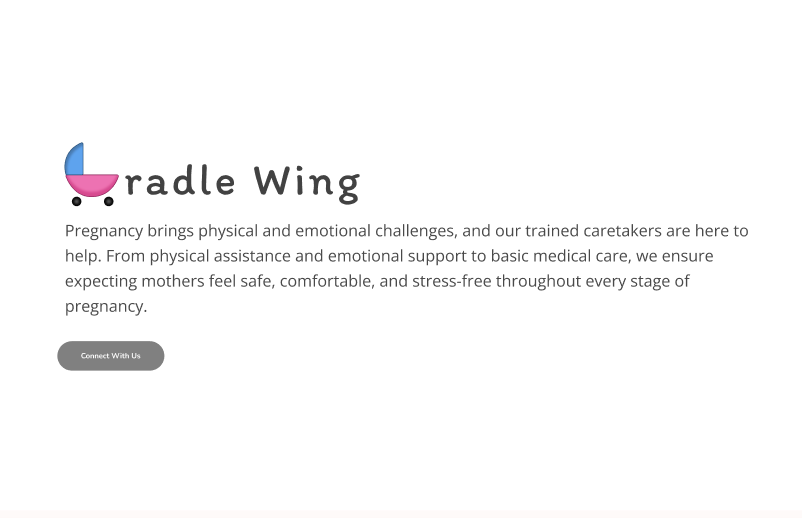 radle Wing
Pregnancy brings physical and emotional challenges, and our trained caretakers are here to
help. From physical assistance and emotional support to basic medical care, we ensure
expecting mothers feel safe, comfortable, and stress-free throughout every stage of
pregnancy.
Connect With Us